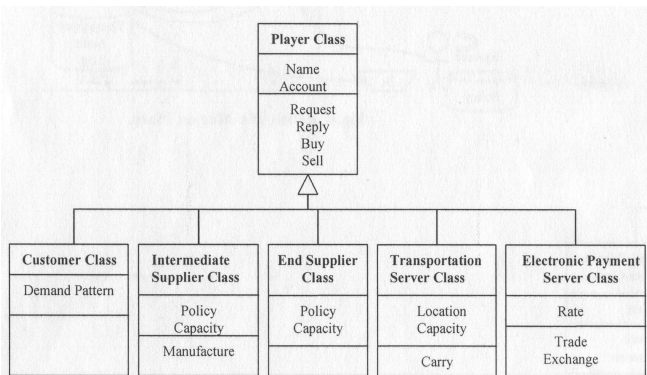 Player Class
Name
Account
Request
Reply
Buy
Sell
Customer Class
Demand Pattern
Intermediate
Supplier Class
Policy
Capacity
Manufacture
End Supplier
Class
Policy
Capacity
Transportation
Server Class
Location
Capacity
Carry
Electronic Payment
Server Class
Rate
Trade
Exchange